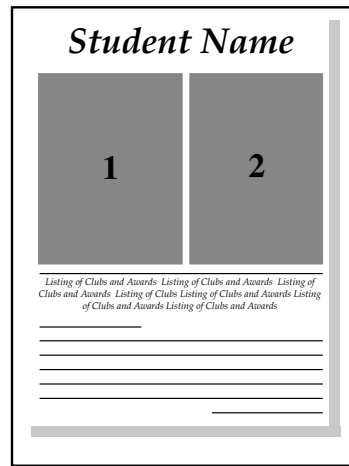 Student Name
1 2
Listing of Clubs and Awards Listing of Clubs and Awards Listing of
Clubs and Awards Listing of Clubs Listing of Clubs and Awards Listing
of Clubs and Awards Listing of Clubs and Awards